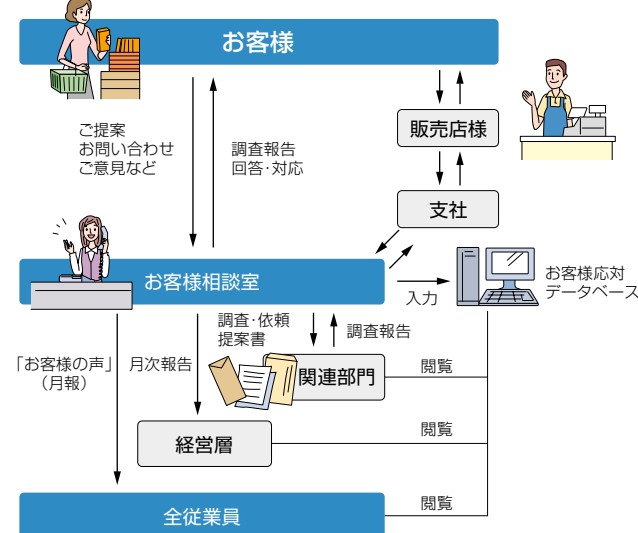 お客様
販売店様
ご提案
お問い合わせ
ご意見など
調査報告
回答・対応
支社
お客様相談室
入力
お客様応対
データベース
調査・依頼
提案書
調査報告
「お客様の声」
（月報）
月次報告
関連部門
閲覧
経営層
閲覧
全従業員
閲覧